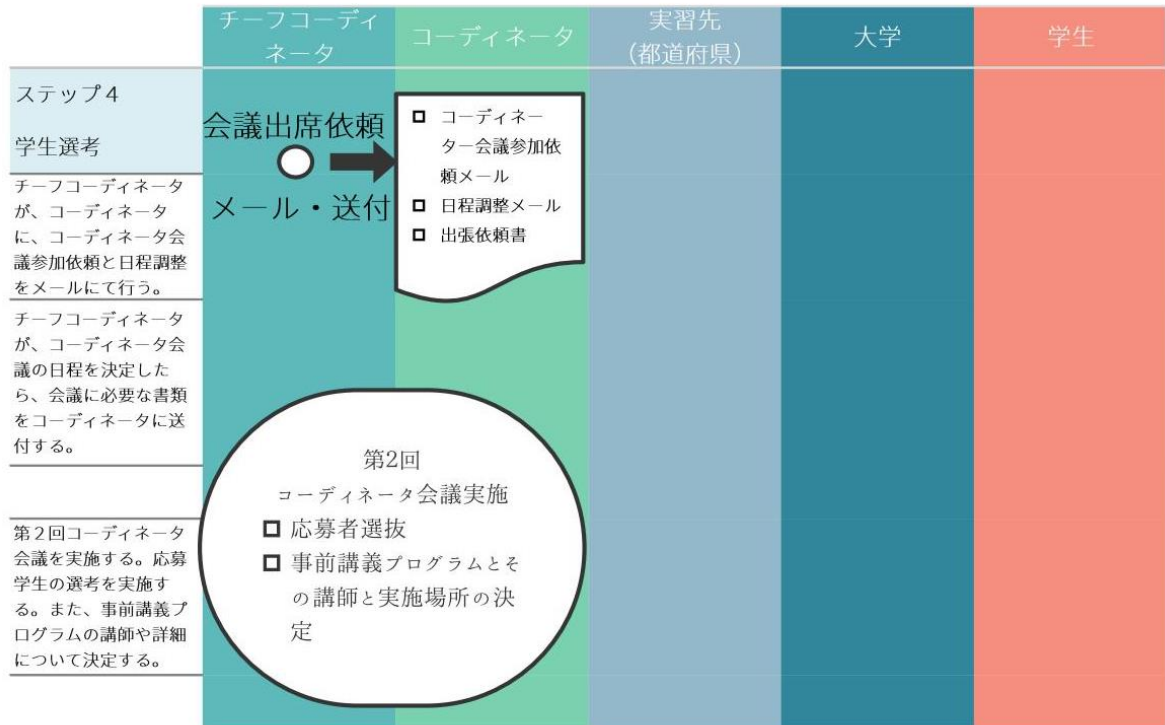 チーフコーディ
ネータ
コーディネータ
実習先
（都道府県）
大学
学生
ステップ４
学生選考
チーフコーディネータ
が、コーディネータ
に、コーディネータ会
議参加依頼と日程調整
をメールにて行う。
チーフコーディネータ
が、コーディネータ会
議の日程を決定した
ら、会議に必要な書類
をコーディネータに送
付する。
第２回コーディネータ
会議を実施する。応募
学生の選考を実施す
る。また、事前講義プ
ログラムの講師や詳細
について決定する。
会議出席依頼
メール・送付
コーディネー
ター会議参加依
頼メール
日程調整メール
出張依頼書
第2回
コーディネータ会議実施
応募者選抜
事前講義プログラムとそ
の講師と実施場所の決
定